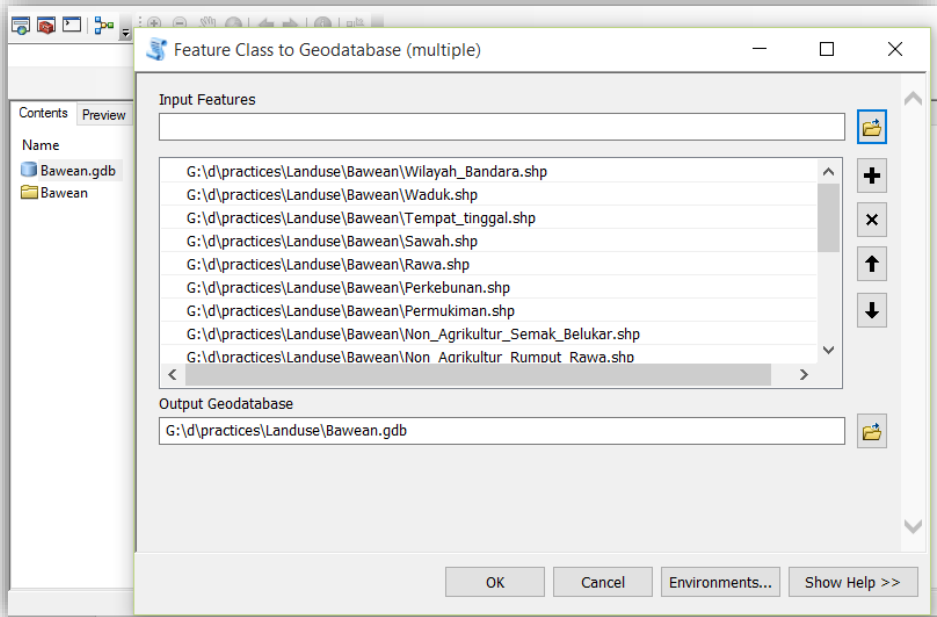 Feature Class to Geodatabase (multiple)
Contents
Preview
Name
Bawean.gdb
Bawean
Input Features
G:\d\practices\Landuse\Bawean\Wilayah_Bandara.shp
G:\d\practices\Landuse\Bawean\Waduk.shp
G:\d\practices\Landuse\Bawean\Tempat_tinggal.shp
G:\d\practices\Landuse\Bawean\Sawah.shp
G:\d\practices\Landuse\Bawean\Rawa.shp
G:\d\practices\Landuse\Bawean\Perkebunan.shp
G:\d\practices\Landuse\Bawean\Permukiman.shp
G:\d\practices\Landuse\Bawean\Non_Agrikultur_Semak_Belukar.shp
G:\d\practices\Landuse\Bawean\Non_Agrikultur_Rumput_Rawa.shp
Output Geodatabase
G:\d\practices\Landuse\Bawean.gdb
OK
Cancel
Environments...
Show Help >>